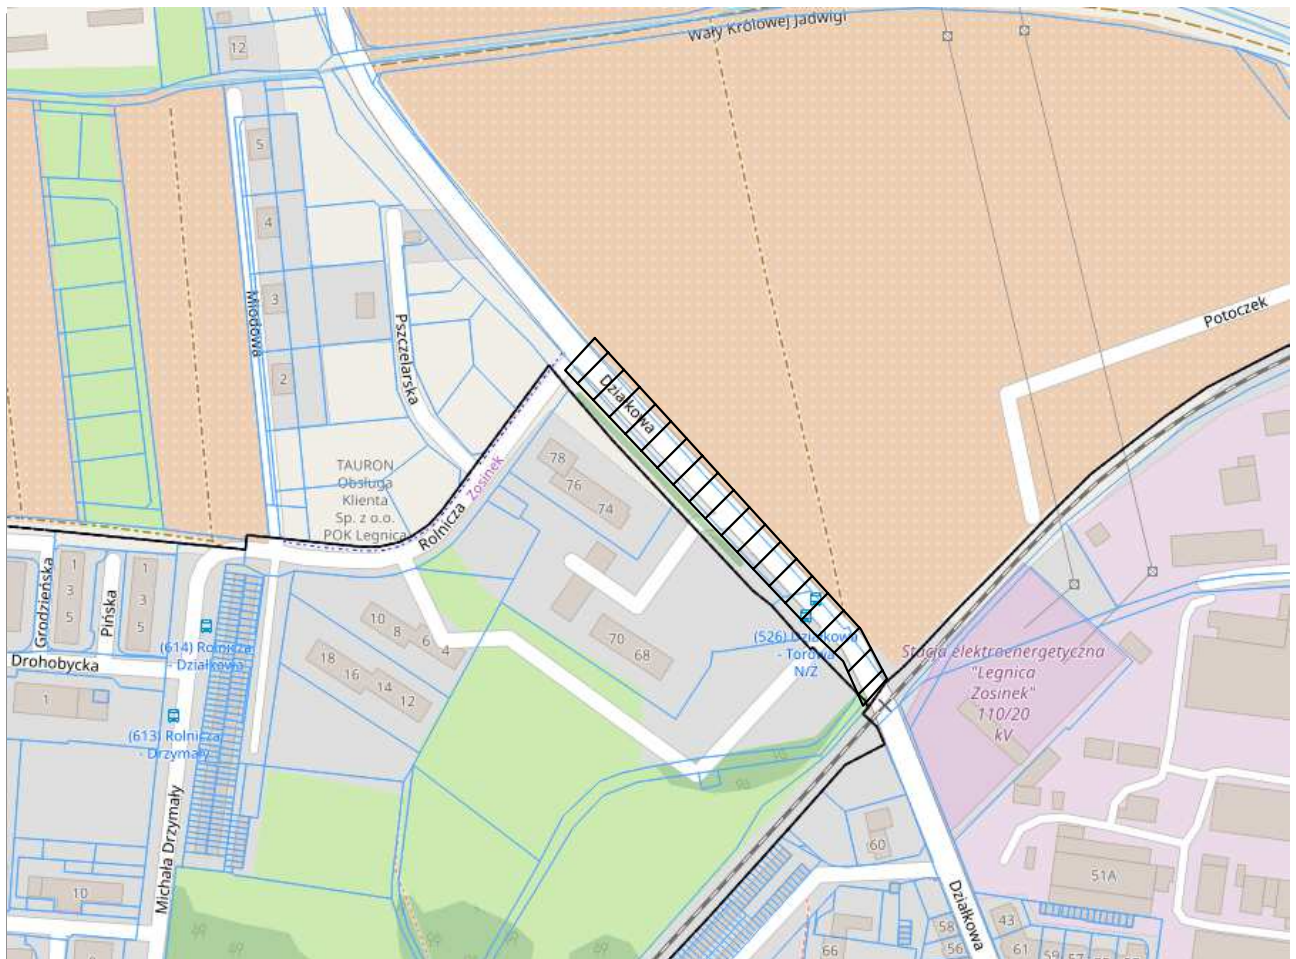 Wały Królowej Jadwigi
12
5
4
3
2
Miodowa
Pszczelarska
Potoczek
Działkowa
TAURON
Obsługa
Klienta
Sp. z o.o.
POK Legnica
Zosinek
Rolnicza
78
76
74
1
3
5
1
3
5
Grodzieńska
Pińska
Drohobycka
(614) Rolnicza
- Działkowa
10
8
6
4
18
16
14
12
70
68
(526) Działkowa
- Torowa
N/Ż
Stacja elektroenergetyczna
"Legnica
Zosinek"
110/20
kV
1
(613) Rolnicza
- Drzymały
Michała Drzymały
10
60
51A
Działkowa
58
56
43
61
59
57
66